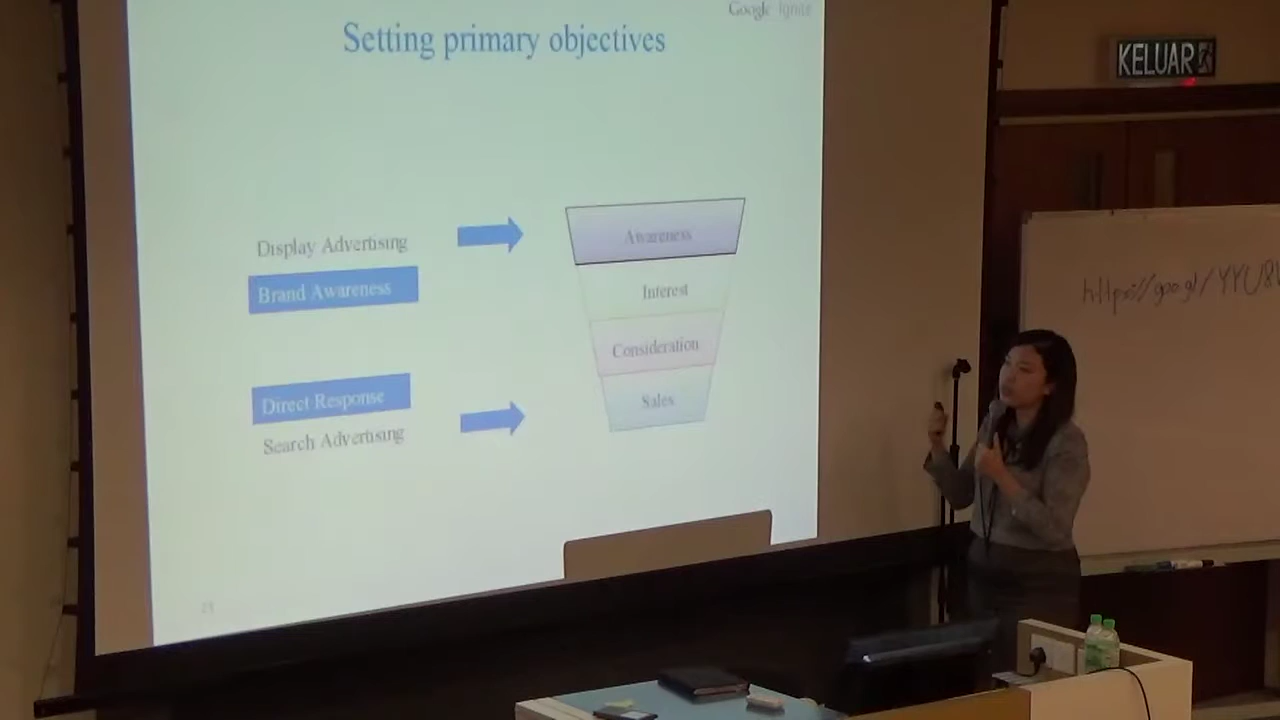 Google Ignite
Setting primary objectives
Display Advertising
Brand Awareness
Direct Response
Search Advertising
Awareness
Interest
Consideration
Sales
KELUAR